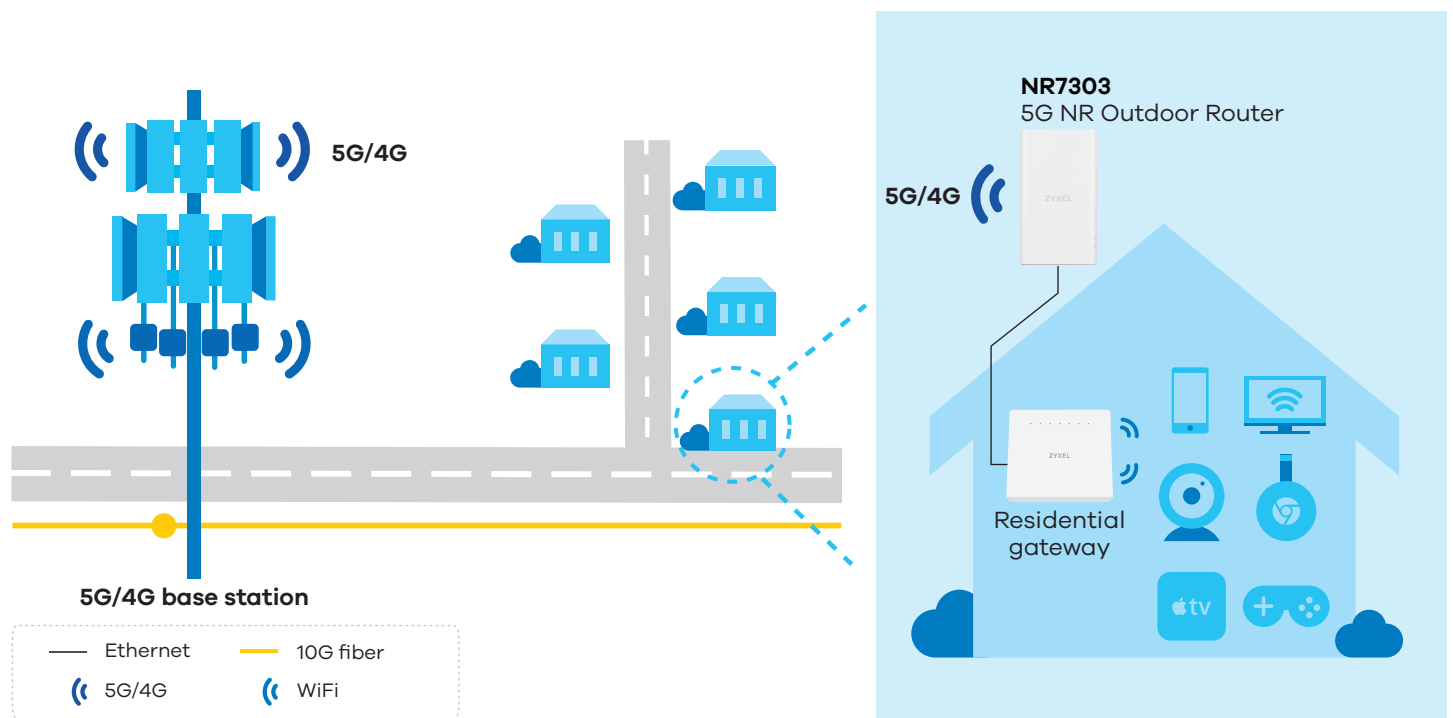 5G/4G
5G/4G base station
Ethernet
10G fiber
5G/4G
WiFi
NR7303
5G NR Outdoor Router
5G/4G
ZYXEL
ZYXEL
Residential
gateway
tv